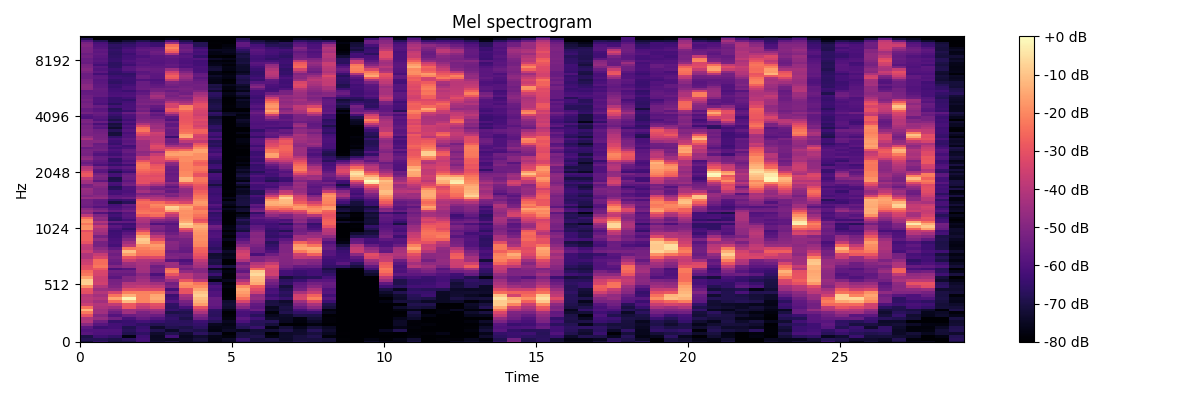 Mel spectrogram
+0 dB
8192
-10 dB
4096
-20 dB
-30 dB
2048
-40 dB
Hz
1024
-50 dB
-60 dB
512
-70 dB
0
-80 dB
0 5 10 15 20 25
Time